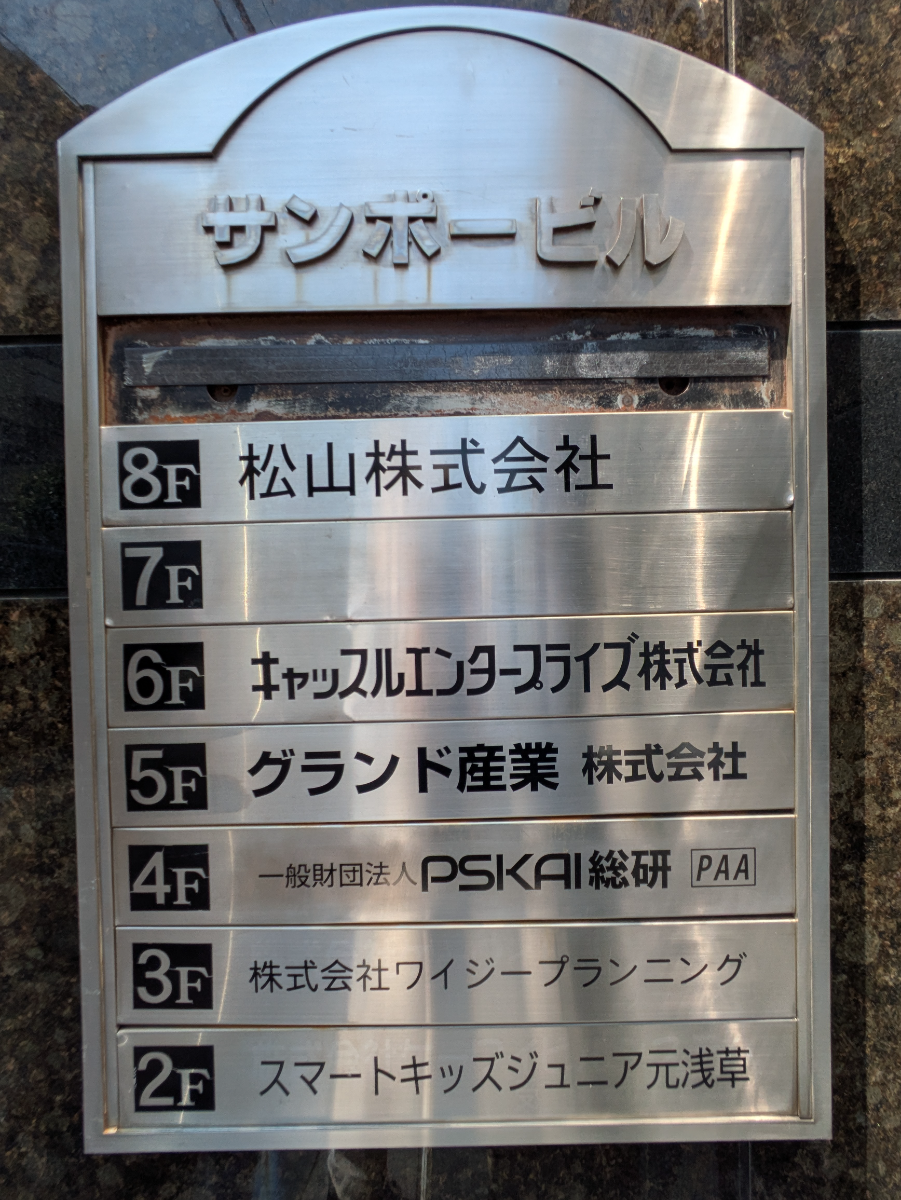 サンポービル
8F 松山株式会社
7F
6F キャッスルエンタープライズ株式会社
5F グランド産業 株式会社
4F 一般財団法人PSKAI総研 PAA
3F 株式会社ワイジープランニング
2F スマートキッズジュニア元浅草